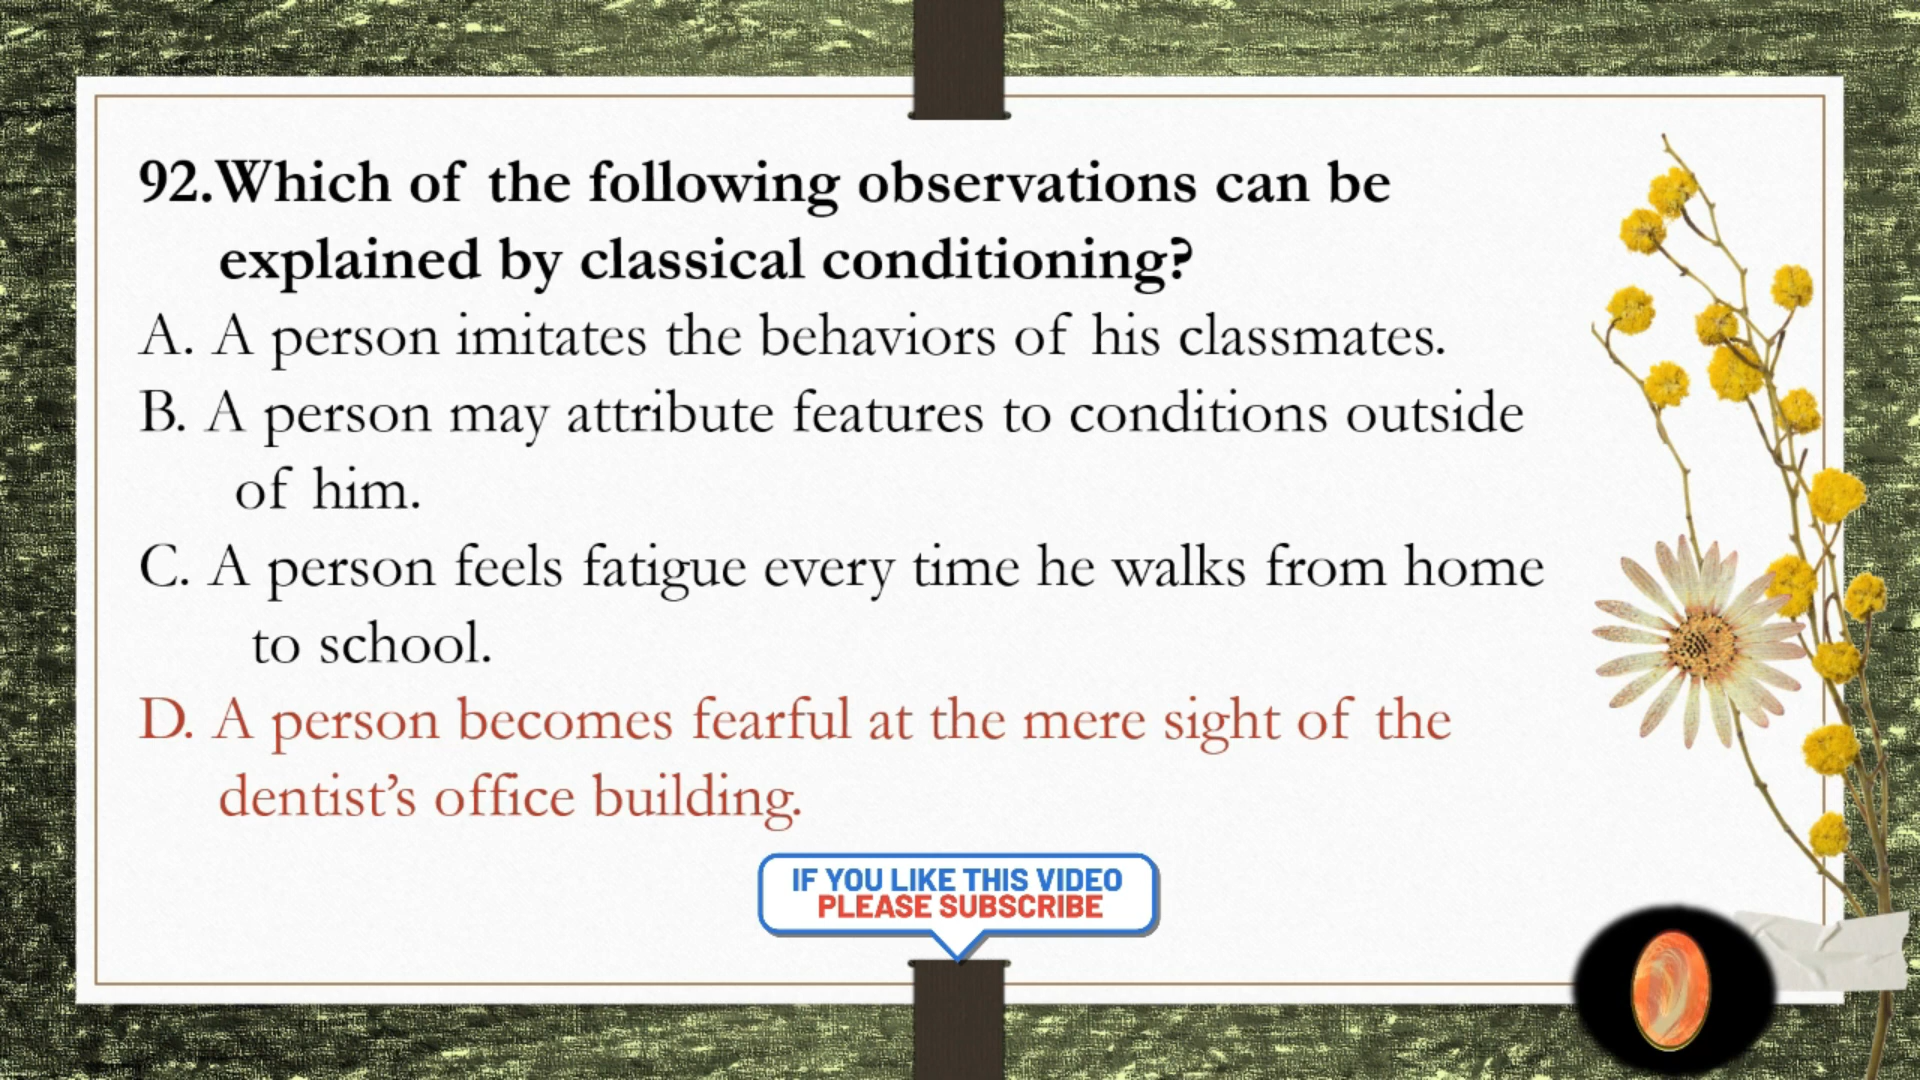 92.Which of the following observations can be
explained by classical conditioning?
A. A person imitates the behaviors of his classmates.
B. A person may attribute features to conditions outside
of him.
C. A person feels fatigue every time he walks from home
to school.
D. A person becomes fearful at the mere sight of the
dentist’s office building.
IF YOU LIKE THIS VIDEO
PLEASE SUBSCRIBE